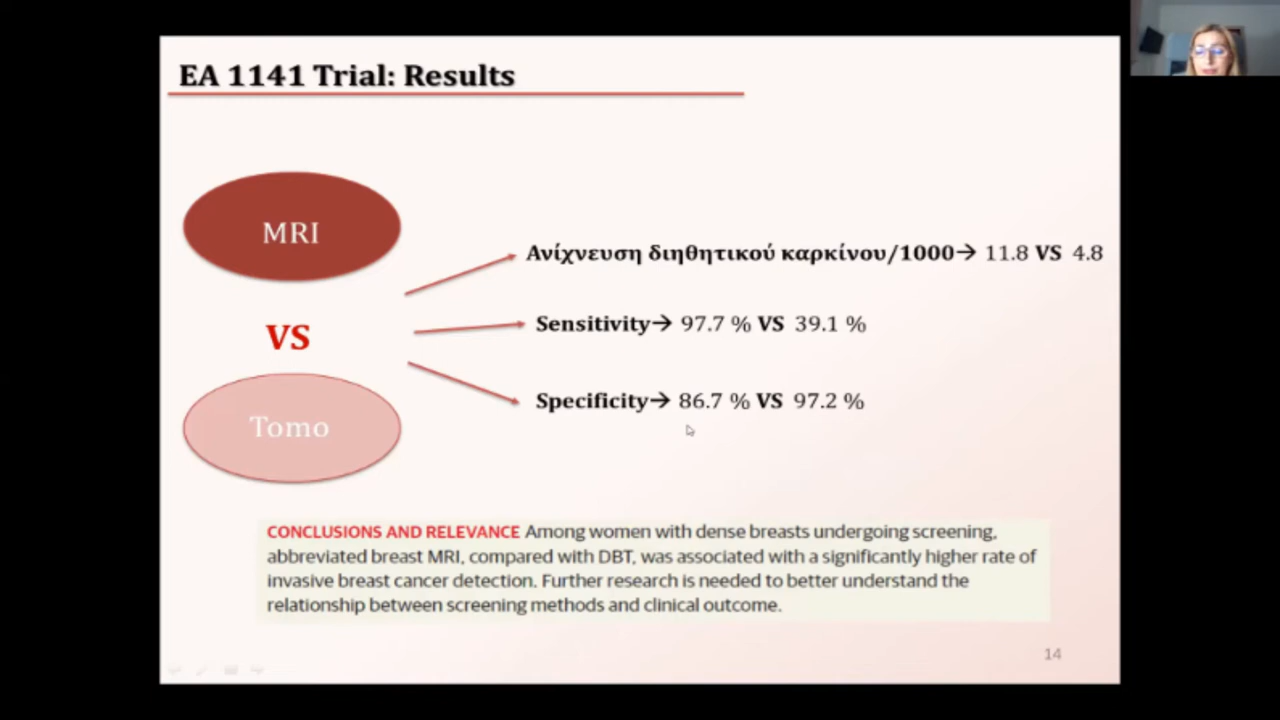 EA 1141 Trial: Results
MRI
VS
Tomo
Ανίχνευση διηθητικού καρκίνου/1000→ 11.8 VS 4.8
Sensitivity→ 97.7 % VS 39.1 %
Specificity→ 86.7 % VS 97.2 %
CONCLUSIONS AND RELEVANCE Among women with dense breasts undergoing screening,
abbreviated breast MRI, compared with DBT, was associated with a significantly higher rate of
invasive breast cancer detection. Further research is needed to better understand the
relationship between screening methods and clinical outcome.
14